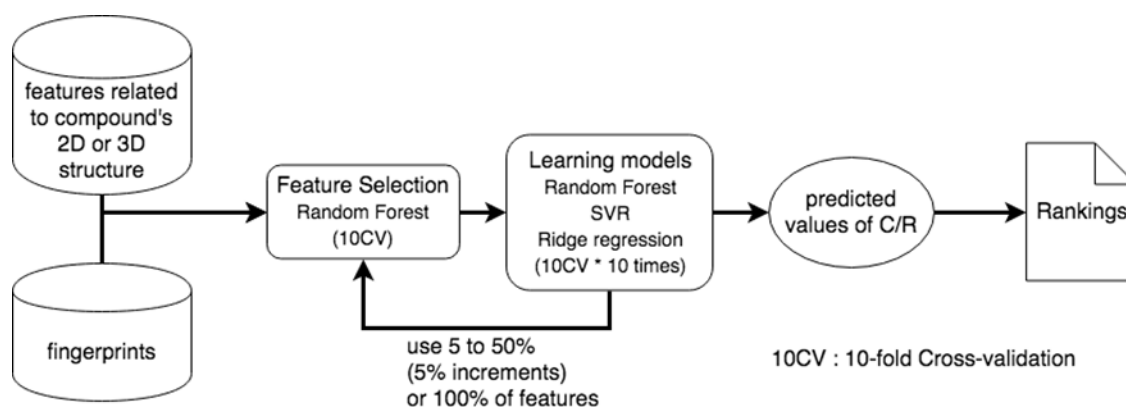 features related
to compound's
2D or 3D
structure
fingerprints
Feature Selection
Random Forest
(10CV)
Learning models
Random Forest
SVR
Ridge regression
(10CV * 10 times)
use 5 to 50%
(5% increments)
or 100% of features
predicted
values of C/R
Rankings
10CV : 10-fold Cross-validation